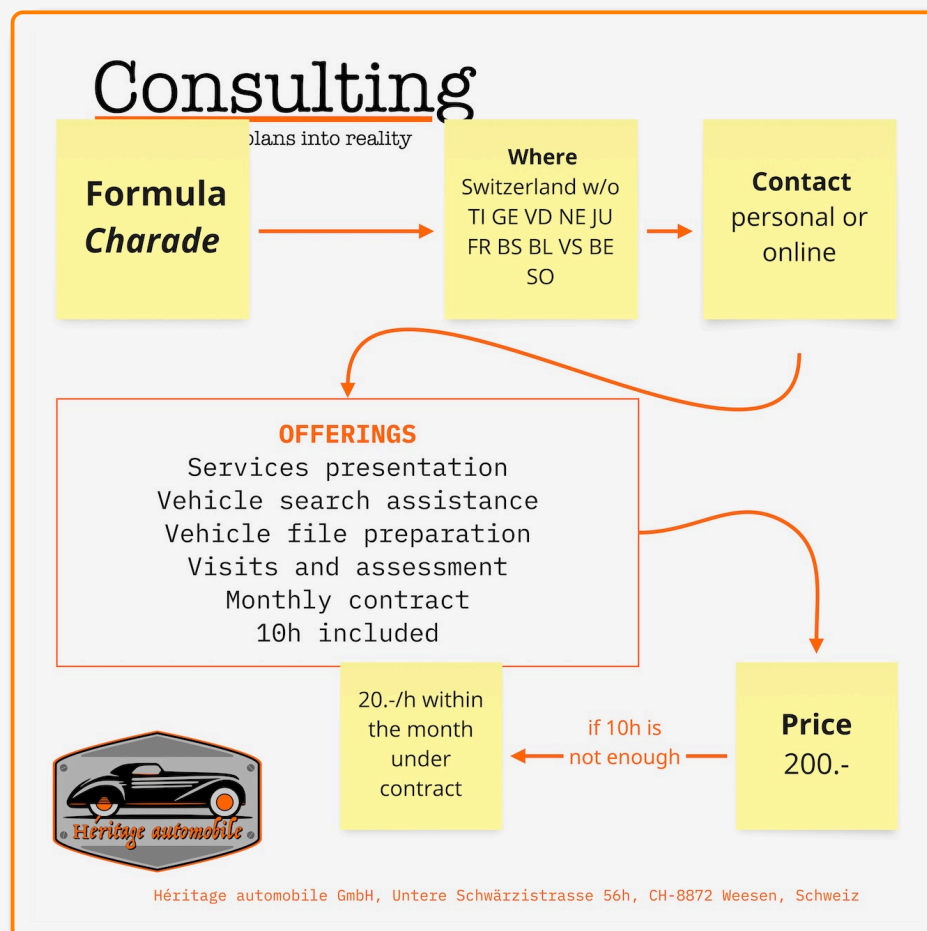 Consulting
plans into reality
Formula
Charade
Where
Switzerland w/o
TI GE VD NE JU
FR BS BL VS BE
SO
Contact
personal or
online
OFFERINGS
Services presentation
Vehicle search assistance
Vehicle file preparation
Visits and assessment
Monthly contract
10h included
Price
200.-
if 10h is
not enough
20.-/h within
the month
under
contract
Héritage automobile
Héritage automobile GmbH, Untere Schwärzistrasse 56h, CH-8872 Weesen, Schweiz